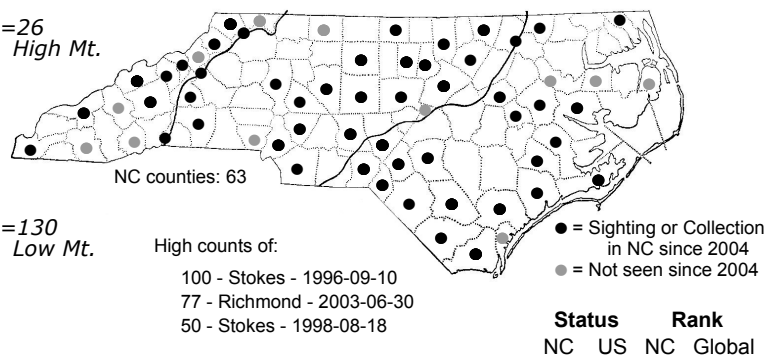 =26
High Mt.
NC counties: 63
=130
Low Mt.
High counts of:
100 - Stokes - 1996-09-10
77 - Richmond - 2003-06-30
50 - Stokes - 1998-08-18
● = Sighting or Collection
in NC since 2004
● = Not seen since 2004
Status Rank
NC US NC Global